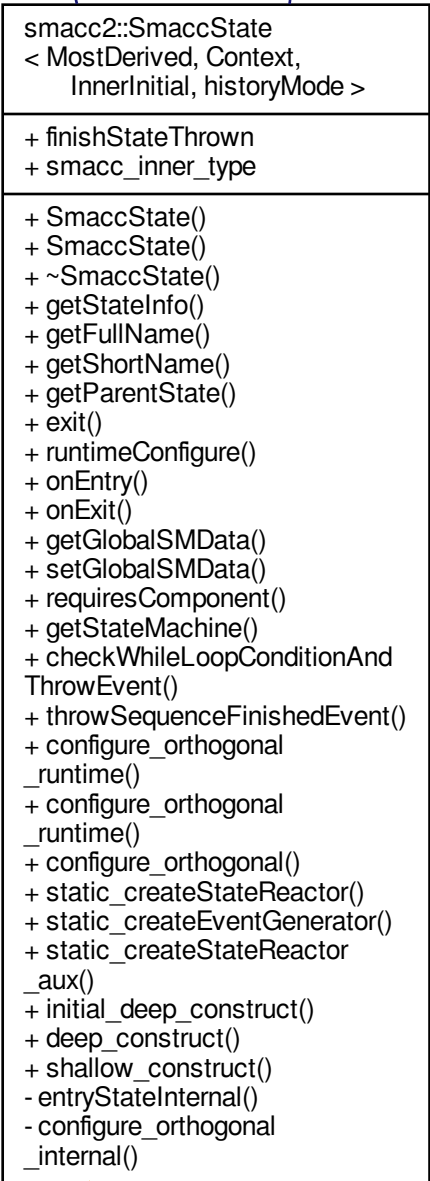 smacc2::SmaccState
< MostDerived, Context,
InnerInitial, historyMode >
+ finishStateThrown
+ smacc_inner_type
+ SmaccState()
+ SmaccState()
+ ~SmaccState()
+ getStateInfo()
+ getFullName()
+ getShortName()
+ getParentState()
+ exit()
+ runtimeConfigure()
+ onEntry()
+ onExit()
+ getGlobalSMData()
+ setGlobalSMData()
+ requiresComponent()
+ getStateMachine()
+ checkWhileLoopConditionAnd
ThrowEvent()
+ throwSequenceFinishedEvent()
+ configure_orthogonal
_runtime()
+ configure_orthogonal
_runtime()
+ configure_orthogonal()
+ static_createStateReactor()
+ static_createEventGenerator()
+ static_createStateReactor
_aux()
+ initial_deep_construct()
+ deep_construct()
+ shallow_construct()
- entryStateInternal()
- configure_orthogonal
_internal()